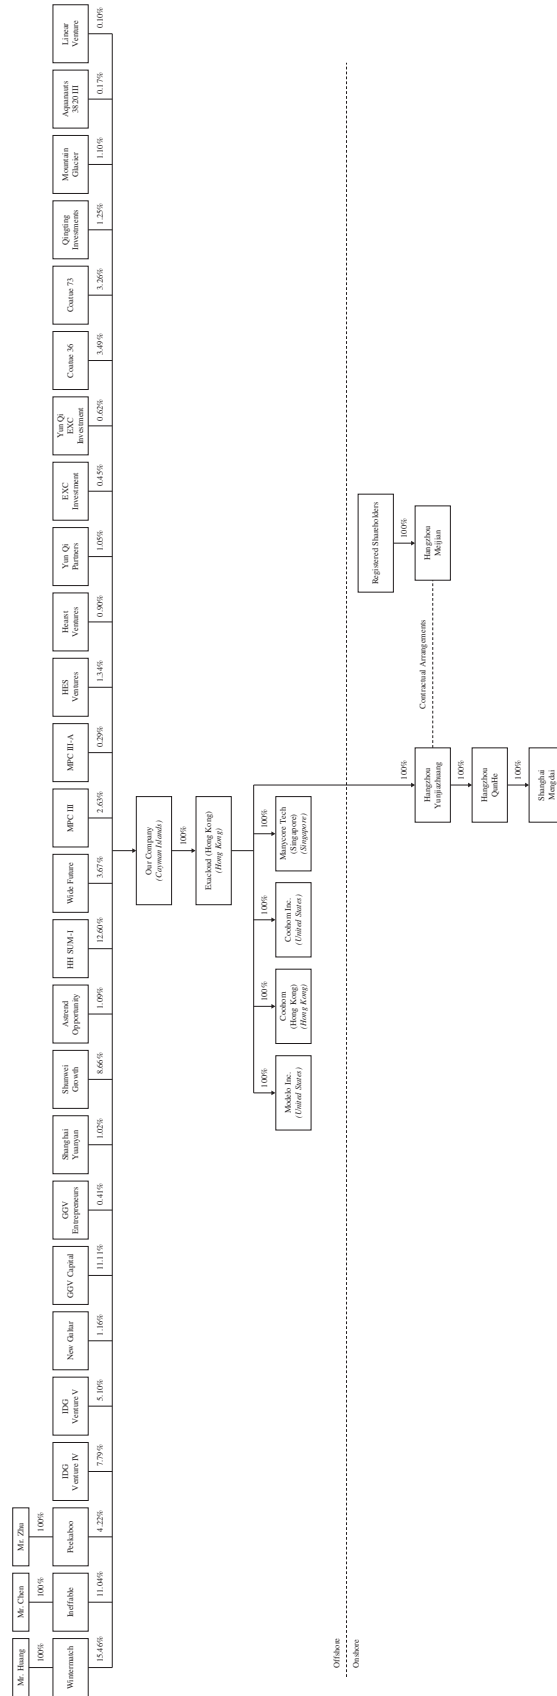 Mr. Huang
Mr. Chen
Mr. Zhu
100%
100%
100%
Wintermatch
Ineffable
Peekaboo
IDG
Venture IV
IDG
Venture V
New Guitar
GGV Capital
GGV
Entrepreneurs
Shanghai
Yuanyan
Shunwei
Growth
Astrend
Opportunity
HH SUM-I
Wide Future
MPC III
MPC III-A
HES
Ventures
Hearst
Ventures
Yun Qi
Partners
EXC
Investment
Yun Qi
EXC
Investment
Coatue 36
Coatue 73
Qingting
Investments
Mountain
Glacier
Aquanauts
3820 III
Linear
Venture
15.46%
11.04%
4.22%
7.79%
5.10%
1.16%
11.11%
0.41%
1.02%
8.66%
1.09%
12.60%
3.67%
2.63%
0.29%
1.34%
0.90%
1.05%
0.45%
0.62%
3.49%
3.26%
1.25%
1.10%
0.17%
0.10%
Our Company
(Cayman Islands)
100%
Exacloud (Hong Kong)
(Hong Kong)
100%
100%
100%
100%
Modelo Inc.
(United States)
Coohom
(Hong Kong)
(Hong Kong)
Coohom Inc.
(United States)
Manycore Tech
(Singapore)
(Singapore)
Offshore
Onshore
Registered Shareholders
100%
100%
Hangzhou
Yunjiazhuang
Contractual Arrangements
Hangzhou
Meijian
100%
Hangzhou
QunHe
100%
Shanghai
Mengdai